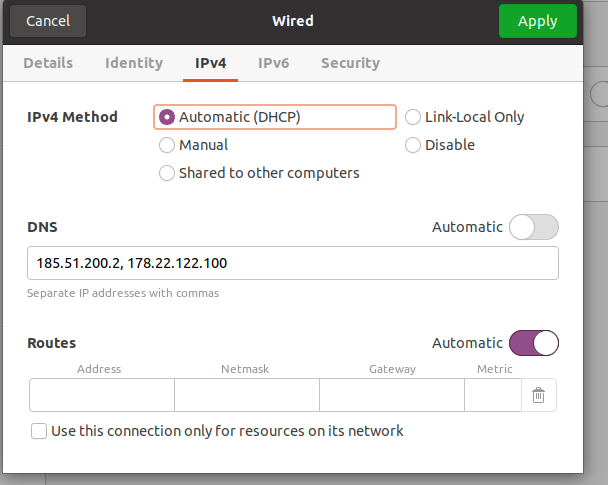 Cancel Wired Apply
Details Identity IPv4 IPv6 Security
IPv4 Method Automatic (DHCP) Link-Local Only
Manual Disable
Shared to other computers
DNS Automatic
185.51.200.2, 178.22.122.100
Separate IP addresses with commas
Routes Automatic
Address Netmask Gateway Metric
Use this connection only for resources on its network